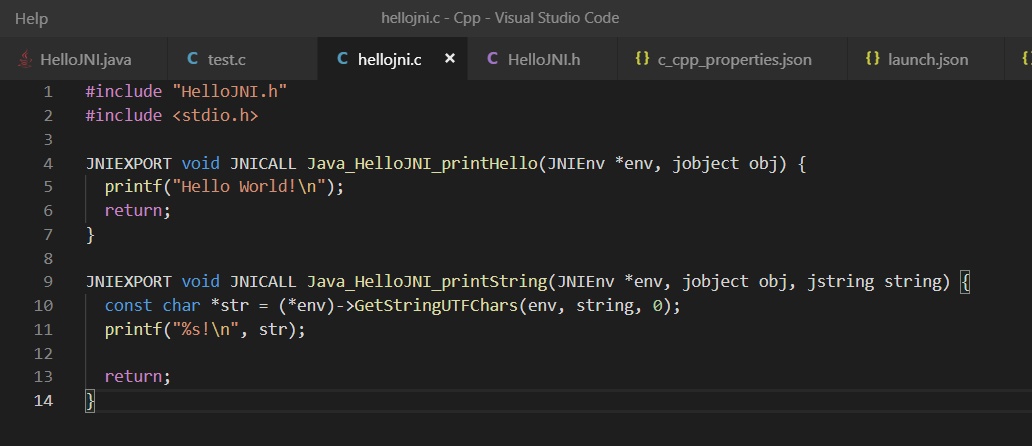 Help hellojni.c - Cpp - Visual Studio Code
HelloJNI.java C test.c C hellojni.c × C HelloJNI.h {} c_cpp_properties.json {} launch.json
1 #include "HelloJNI.h"
2 #include <stdio.h>
3
4 JNIEXPORT void JNICALL Java_HelloJNI_printHello(JNIEnv *env, jobject obj) {
5   printf("Hello World!\n");
6   return;
7 }
8
9 JNIEXPORT void JNICALL Java_HelloJNI_printString(JNIEnv *env, jobject obj, jstring string) {
10   const char *str = (*env)->GetStringUTFChars(env, string, 0);
11   printf("%s!\n", str);
12
13   return;
14 }